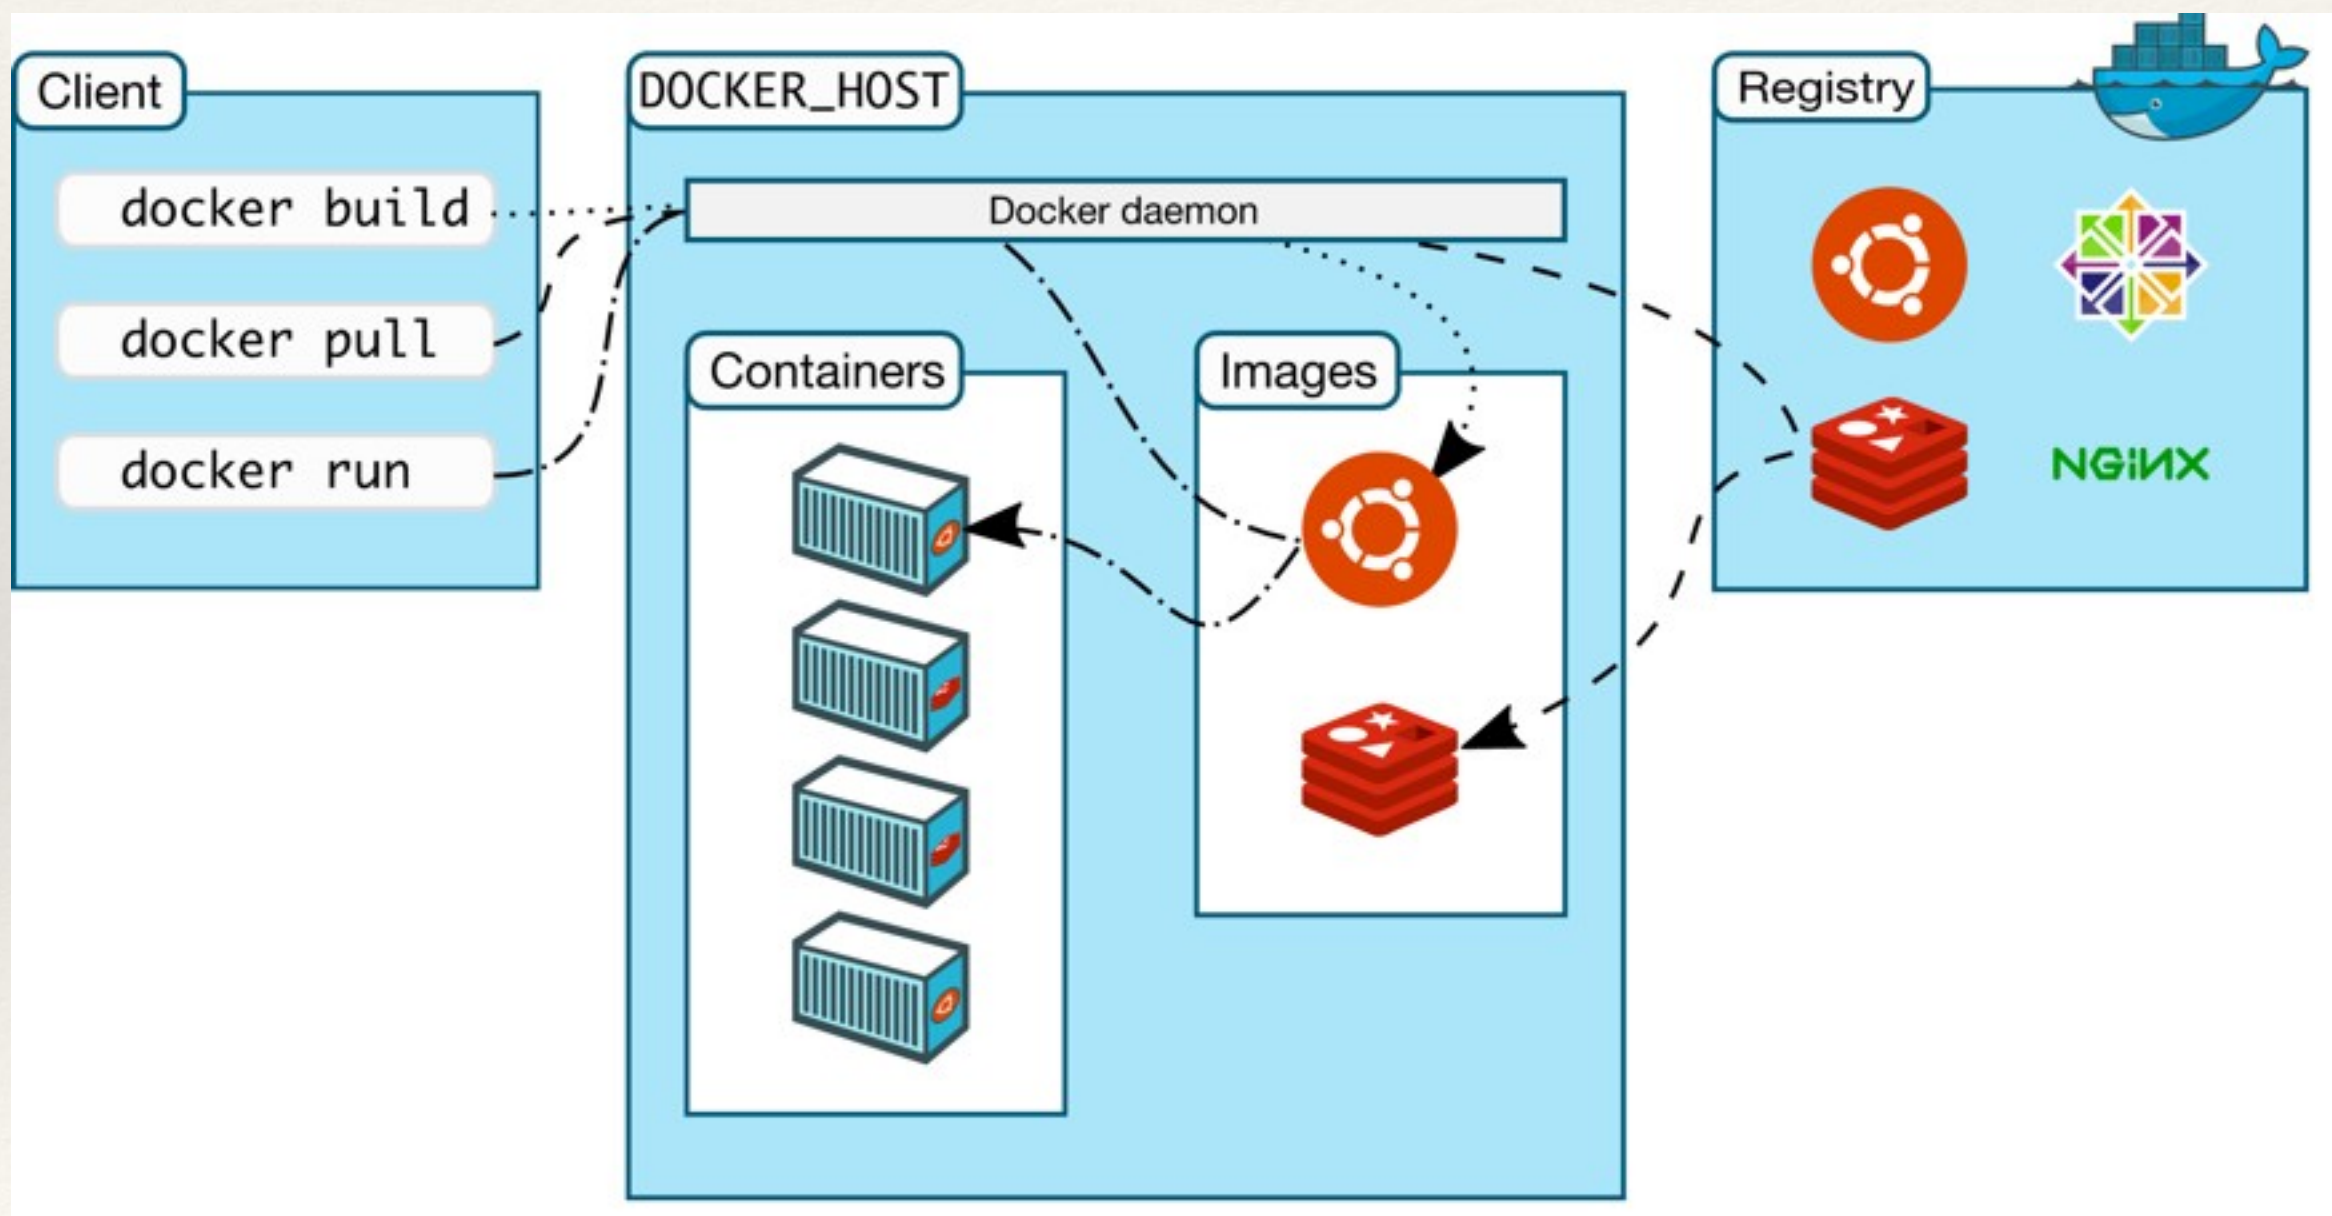 Client
docker build
docker pull
docker run
DOCKER_HOST
Docker daemon
Containers
Images
Registry
NGiNX